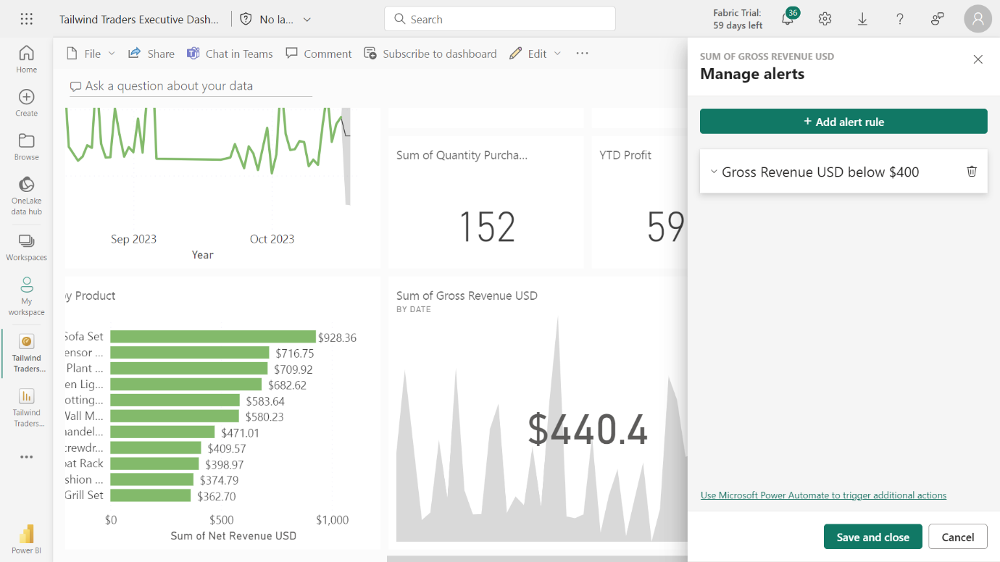 Tailwind Traders Executive Dash...
No la...
Search
Fabric Trial:
59 days left
36
Home
Create
Browse
OneLake
data hub
Workspaces
My
workspace
Tailwind
Traders...
Tailwind
Traders...
Power BI
File
Share
Chat in Teams
Comment
Subscribe to dashboard
Edit
Ask a question about your data
Sep 2023
Oct 2023
Year
Sum of Quantity Purcha...
152
YTD Profit
59
y Product
Sofa Set
$928.36
ensor ...
$716.75
Plant ...
$709.92
en Lig...
$682.62
otting...
$583.64
Wall M...
$580.23
andel...
$471.01
crewdr...
$409.57
oat Rack
$398.97
shion ...
$374.79
Grill Set
$362.70
$0
$500
$1,000
Sum of Net Revenue USD
Sum of Gross Revenue USD
BY DATE
$440.4
SUM OF GROSS REVENUE USD
Manage alerts
+ Add alert rule
Gross Revenue USD below $400
Use Microsoft Power Automate to trigger additional actions
Save and close
Cancel